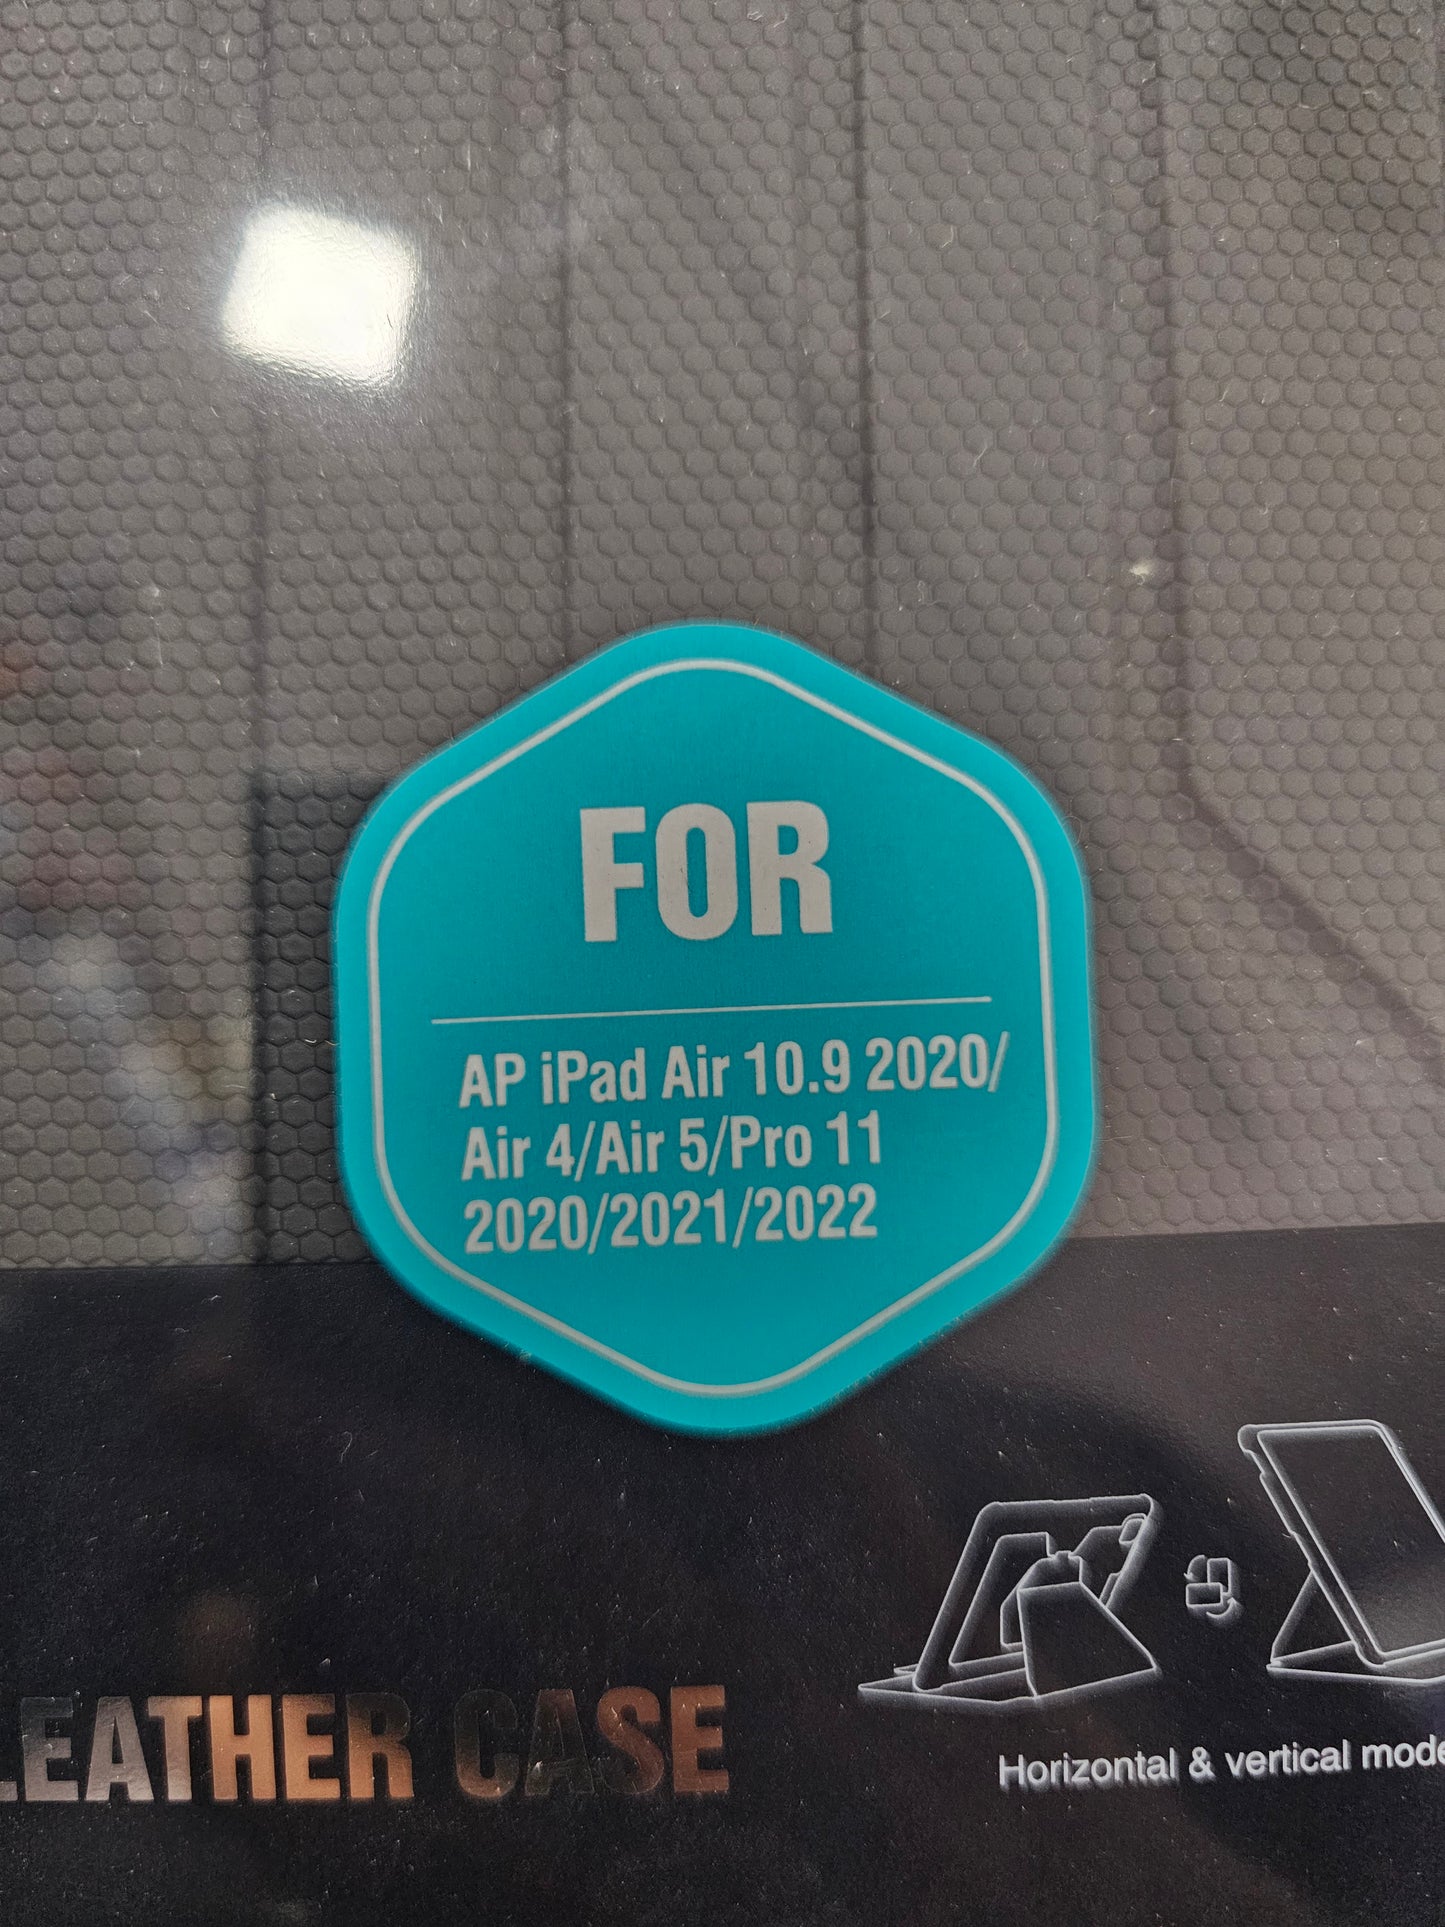 FOR
AP iPad Air 10.9 2020/
Air 4/Air 5/Pro 11
2020/2021/2022
LEATHER CASE
Horizontal & vertical mode